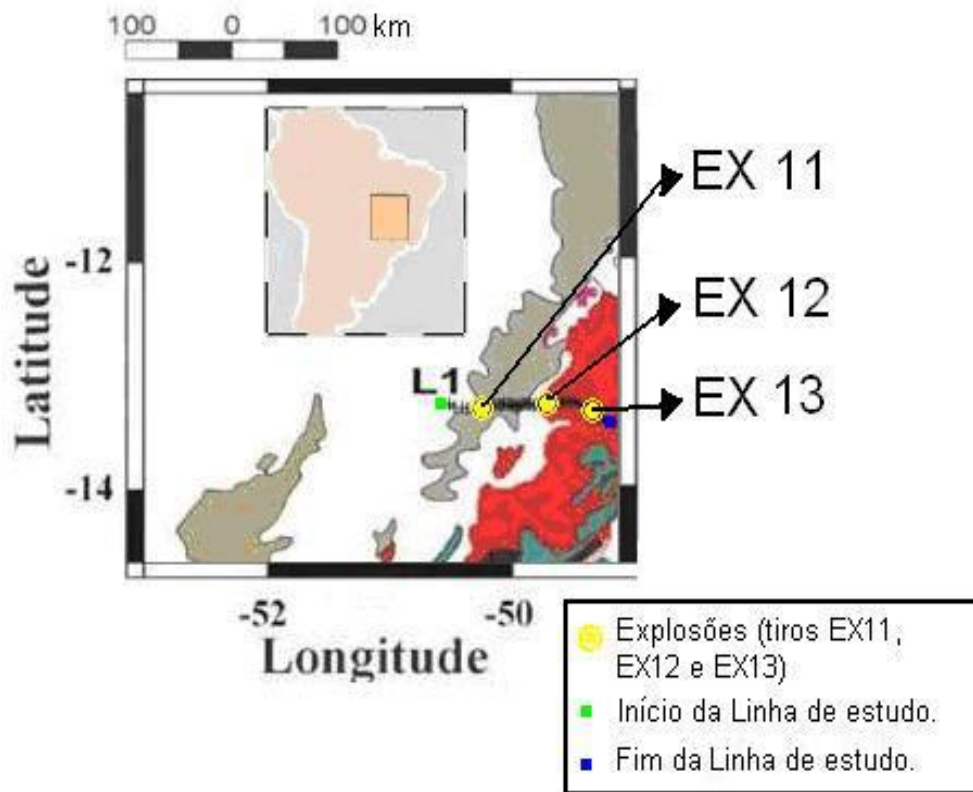 100 0 100 km
EX 11
-12
EX 12
L1
EX 13
Latitude
-14
-52 -50
Longitude
Explosões (tiros EX11,
EX12 e EX13)
Início da Linha de estudo.
Fim da Linha de estudo.